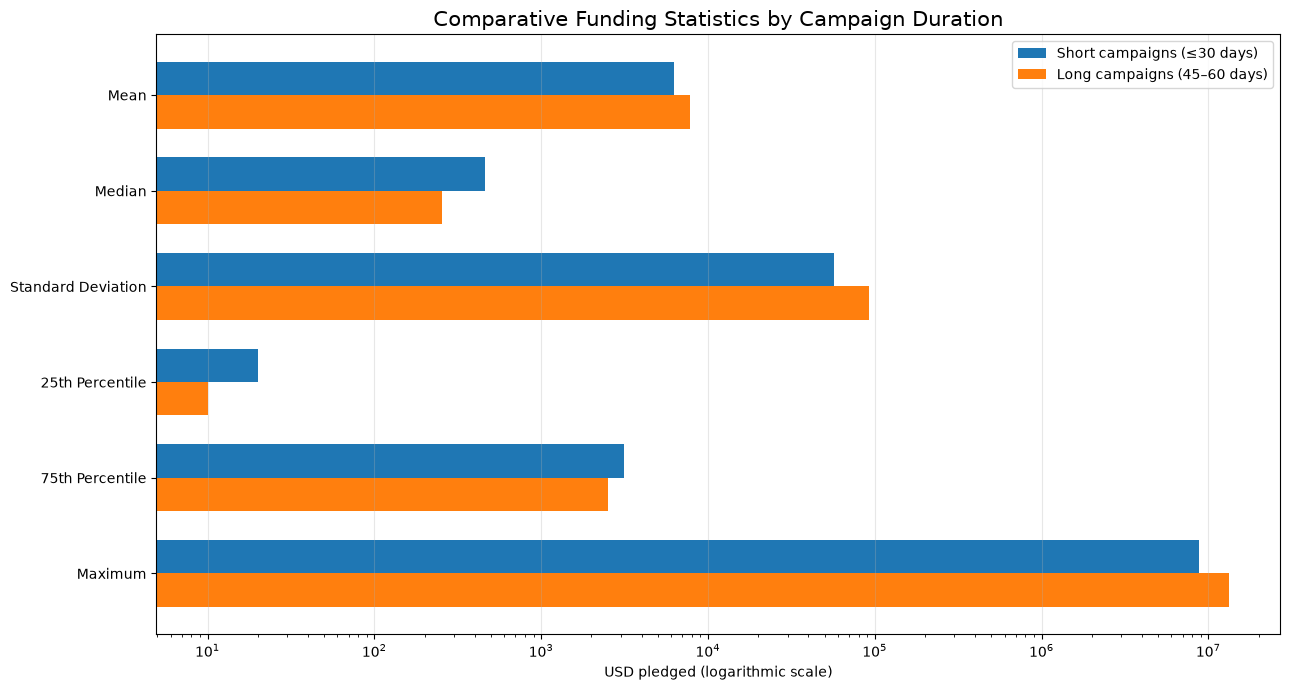 Comparative Funding Statistics by Campaign Duration
Short campaigns (≤30 days)
Long campaigns (45–60 days)
Mean
Median
Standard Deviation
25th Percentile
75th Percentile
Maximum
10¹ 10² 10³ 10⁴ 10⁵ 10⁶ 10⁷
USD pledged (logarithmic scale)